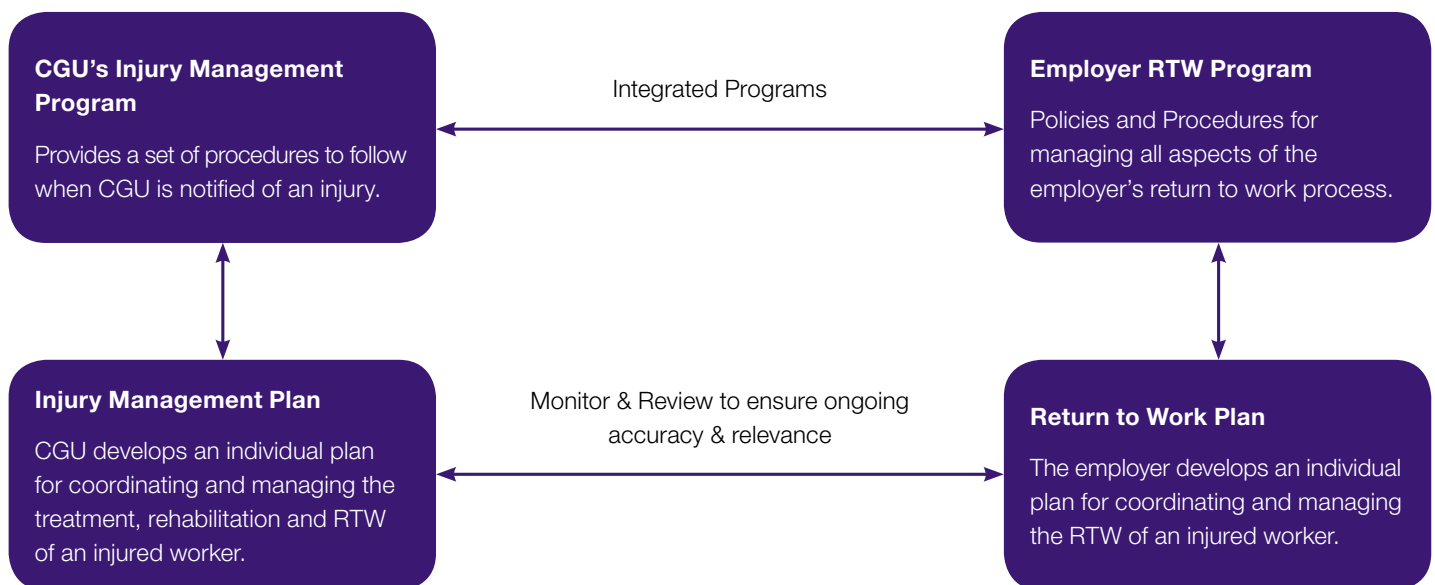 CGU's Injury Management
Program
Provides a set of procedures to follow
when CGU is notified of an injury.
Integrated Programs
Employer RTW Program
Policies and Procedures for
managing all aspects of the
employer's return to work process.
Injury Management Plan
CGU develops an individual plan
for coordinating and managing the
treatment, rehabilitation and RTW
of an injured worker.
Monitor & Review to ensure ongoing
accuracy & relevance
Return to Work Plan
The employer develops an individual
plan for coordinating and managing
the RTW of an injured worker.